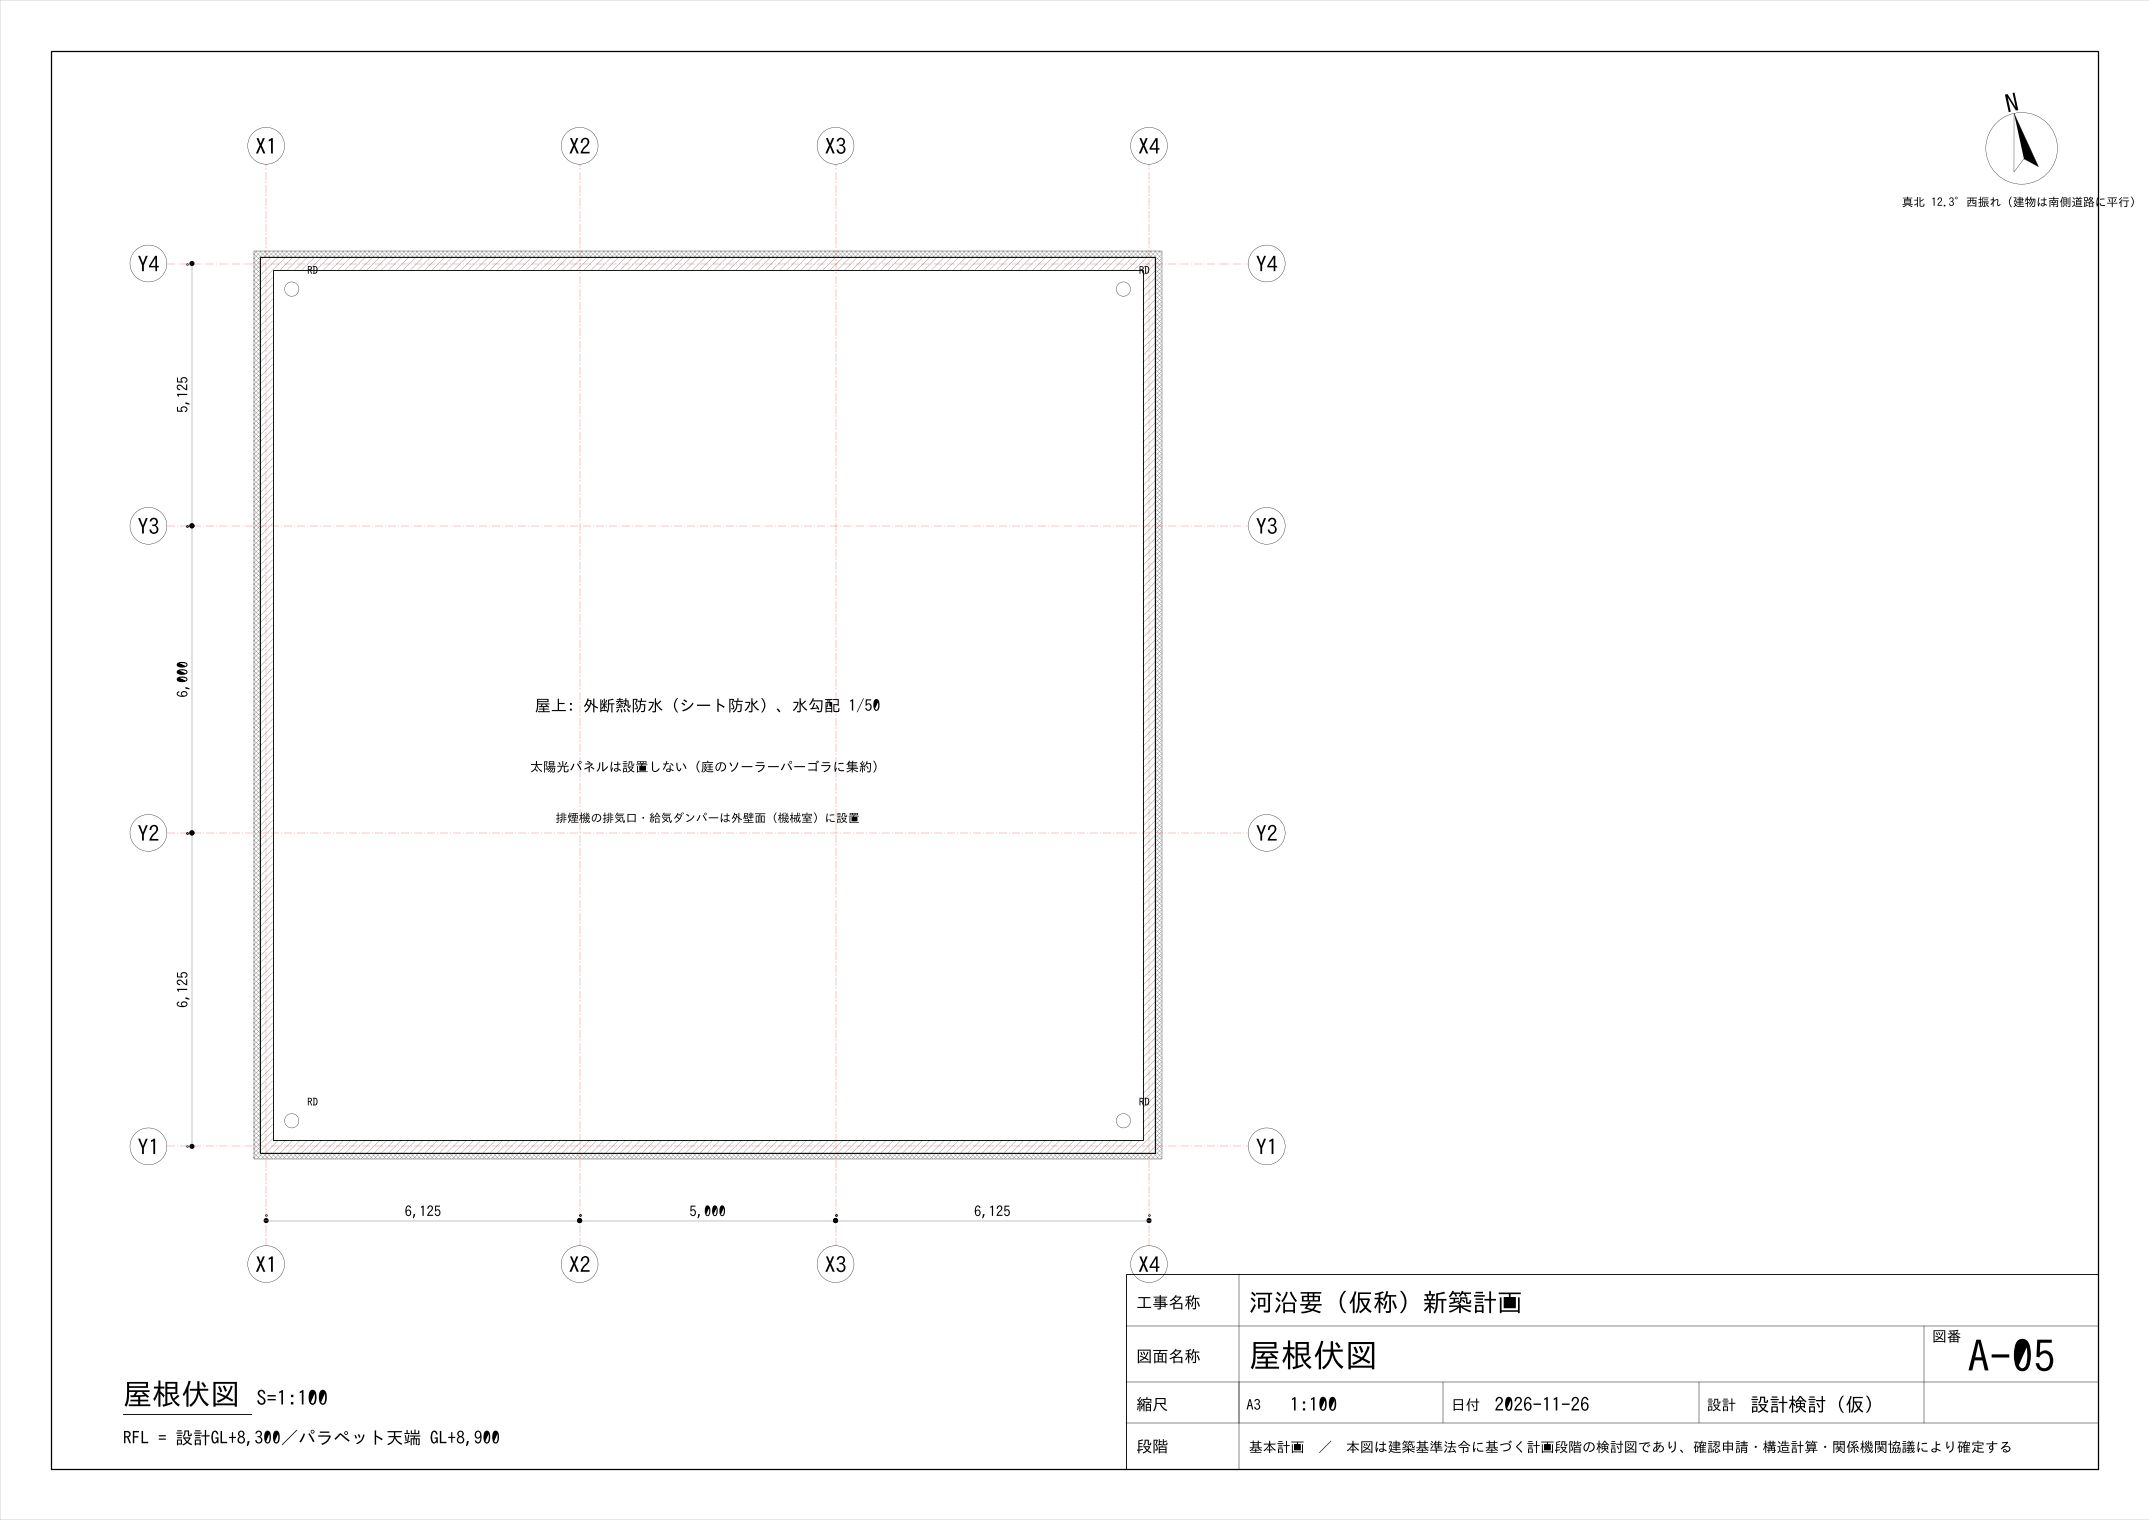 N
真北 12.3° 西振れ（建物は南側道路に平行）
X1 X2 X3 X4
Y4 Y4
RD RD
5,125
Y3 Y3
6,000
屋上: 外断熱防水（シート防水）、水勾配 1/50
太陽光パネルは設置しない（庭のソーラーパーゴラに集約）
排煙機の排気口・給気ダンパーは外壁面（機械室）に設置
Y2 Y2
6,125
RD RD
Y1 Y1
6,125 5,000 6,125
X1 X2 X3 X4
屋根伏図 S=1:100
RFL = 設計GL+8,300／パラペット天端 GL+8,900
工事名称 河沿要（仮称）新築計画
図面名称 屋根伏図 図番 A-05
縮尺 A3 1:100 日付 2026-11-26 設計 設計検討（仮）
段階 基本計画 ／ 本図は建築基準法令に基づく計画段階の検討図であり、確認申請・構造計算・関係機関協議により確定する